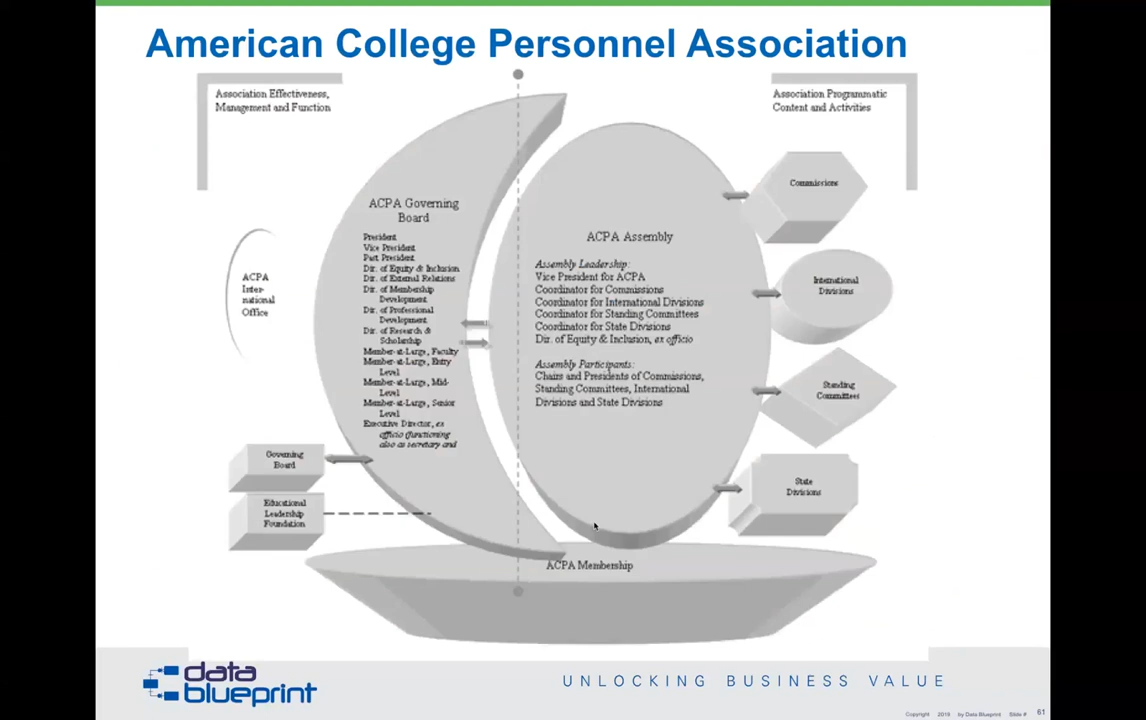 American College Personnel Association
Association Effectiveness,
Management and Function
Association Programmatic
Content and Activities
ACPA
Inter-
national
Office
ACPA Governing
Board
President
Vice President
Past President
Dir. of Equity & Inclusion
Dir. of External Relations
Dir. of Membership
Development
Dir. of Professional
Development
Dir. of Research &
Scholarship
Member-at-Large, Faculty
Member-at-Large, Entry
Level
Member-at-Large, Mid-
Level
Member-at-Large, Senior
Level
Executive Director, ex
officio (functioning
also as secretary and
Governing
Board
Educational
Leadership
Foundation
ACPA Assembly
Assembly Leadership:
Vice President for ACPA
Coordinator for Commissions
Coordinator for International Divisions
Coordinator for Standing Committees
Coordinator for State Divisions
Dir. of Equity & Inclusion, ex officio
Assembly Participants:
Chairs and Presidents of Commissions,
Standing Committees, International
Divisions and State Divisions
Commissions
International
Divisions
Standing
Committees
State
Divisions
ACPA Membership
data
blueprint
UNLOCKING BUSINESS VALUE
Copyright 2019 by Data Blueprint Slide # 61